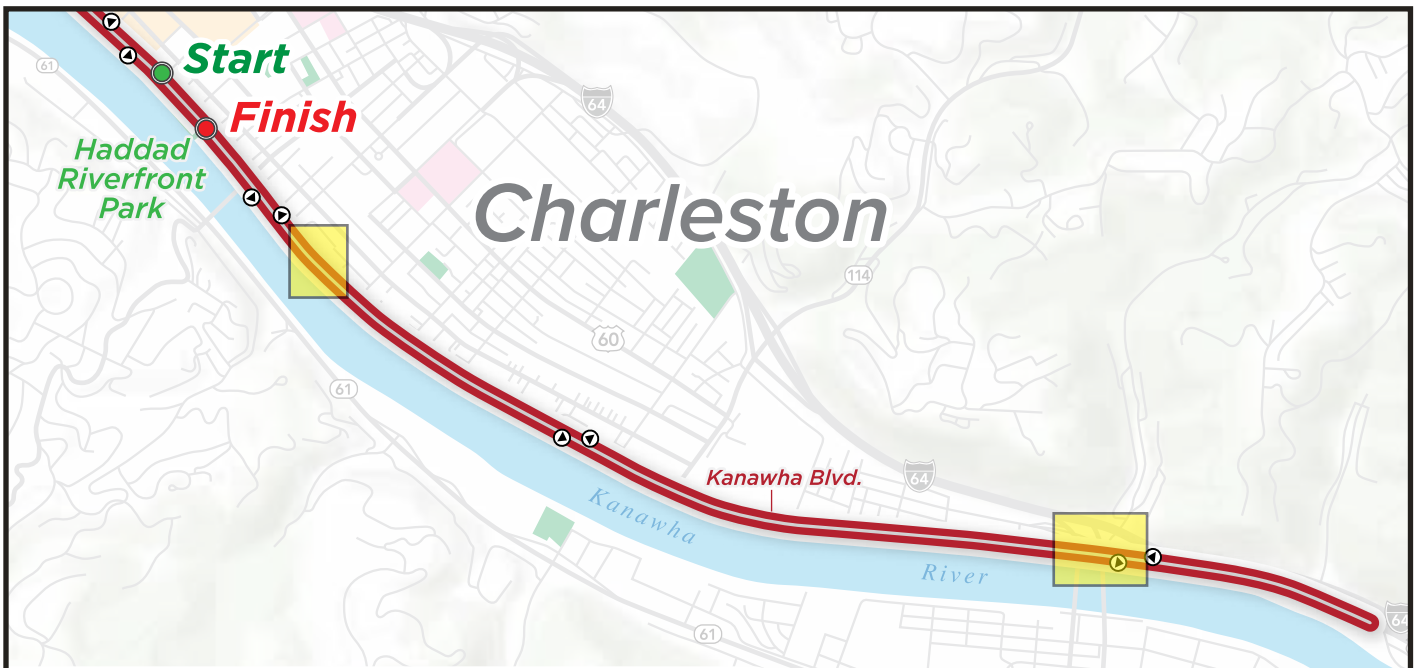 61
Start
64
Finish
Haddad
Riverfront
Park
Charleston
114
60
61
Kanawha Blvd.
64
Kanawha
River
64
61